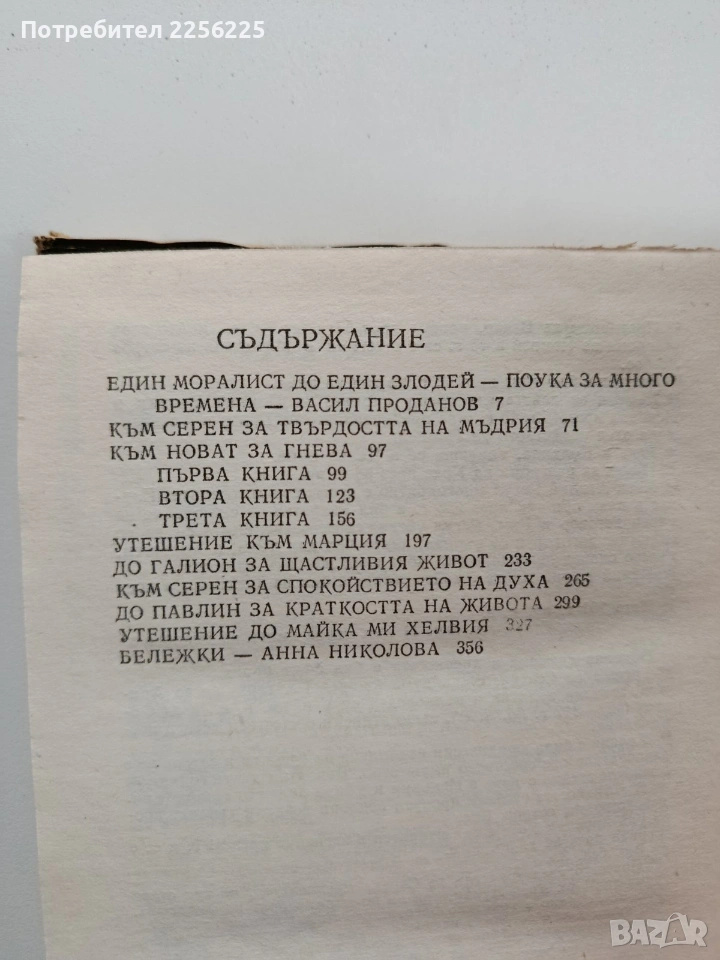 Потребител 2256225
СЪДЪРЖАНИЕ
ЕДИН МОРАЛИСТ ДО ЕДИН ЗЛОДЕЙ — ПОУКА ЗА МНОГО
ВРЕМЕНА — ВАСИЛ ПРОДАНОВ 7
КЪМ СЕРЕН ЗА ТВЪРДОСТТА НА МЪДРИЯ 71
КЪМ НОВАТ ЗА ГНЕВА 97
ПЪРВА КНИГА 99
ВТОРА КНИГА 123
ТРЕТА КНИГА 156
УТЕШЕНИЕ КЪМ МАРЦИЯ 197
ДО ГАЛИОН ЗА ЩАСТЛИВИЯ ЖИВОТ 233
КЪМ СЕРЕН ЗА СПОКОЙСТВИЕТО НА ДУХА 265
ДО ПАВЛИН ЗА КРАТКОСТТА НА ЖИВОТА 299
УТЕШЕНИЕ ДО МАЙКА МИ ХЕЛВИЯ 327
БЕЛЕЖКИ — АННА НИКОЛОВА 356
BAZAR